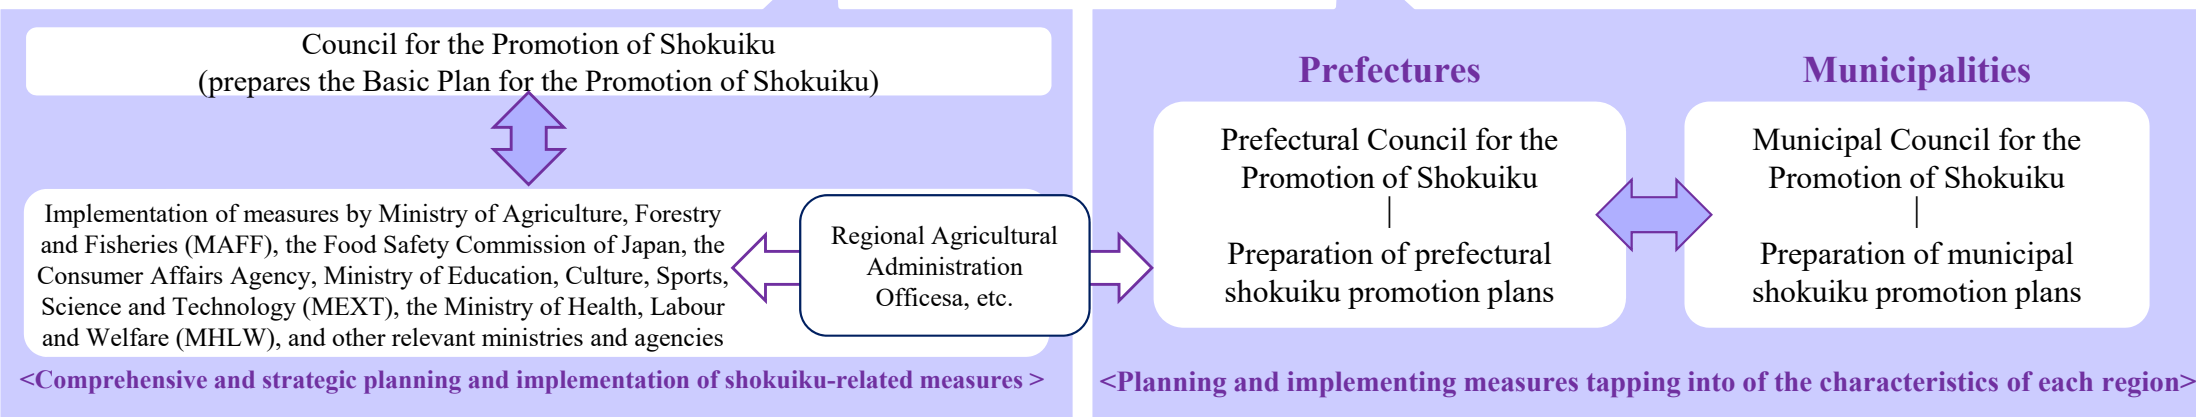 Council for the Promotion of Shokuiku
(prepares the Basic Plan for the Promotion of Shokuiku)
Implementation of measures by Ministry of Agriculture, Forestry
and Fisheries (MAFF), the Food Safety Commission of Japan, the
Consumer Affairs Agency, Ministry of Education, Culture, Sports,
Science and Technology (MEXT), the Ministry of Health, Labour
and Welfare (MHLW), and other relevant ministries and agencies
<Comprehensive and strategic planning and implementation of shokuiku-related measures >
Regional Agricultural
Administration
Officesa, etc.
Prefectures
Prefectural Council for the
Promotion of Shokuiku
|
Preparation of prefectural
shokuiku promotion plans
Municipalities
Municipal Council for the
Promotion of Shokuiku
|
Preparation of municipal
shokuiku promotion plans
<Planning and implementing measures tapping into of the characteristics of each region>